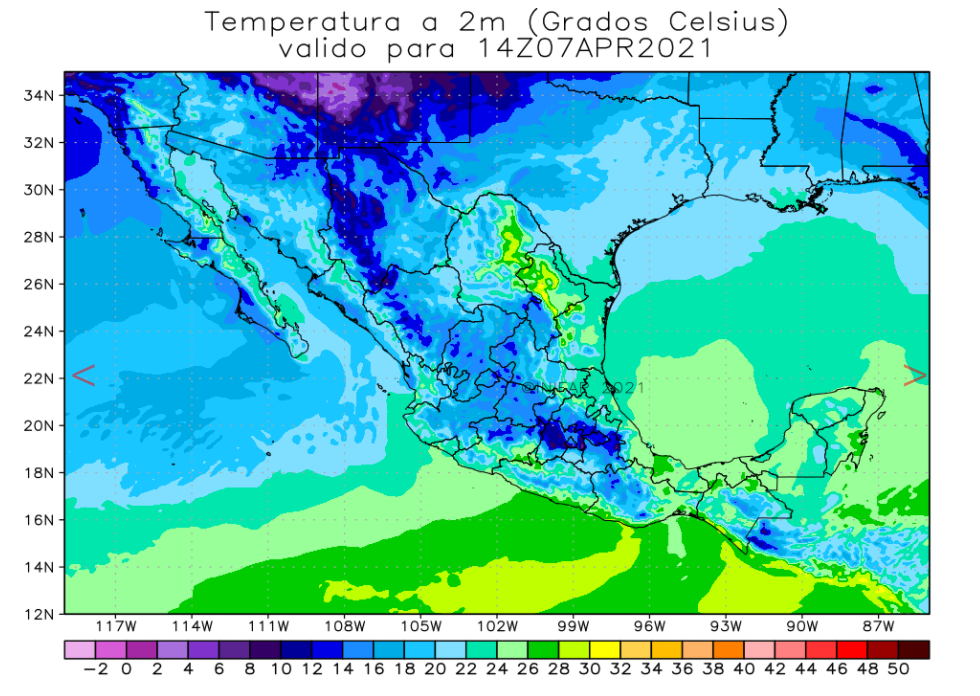 Temperatura a 2m (Grados Celsius)
valido para 14Z07APR2021
34N
32N
30N
28N
26N
24N
22N
20N
18N
16N
14N
12N
<
>
2021
117W 114W 111W 108W 105W 102W 99W 96W 93W 90W 87W
-2 0 2 4 6 8 10 12 14 16 18 20 22 24 26 28 30 32 34 36 38 40 42 44 46 48 50